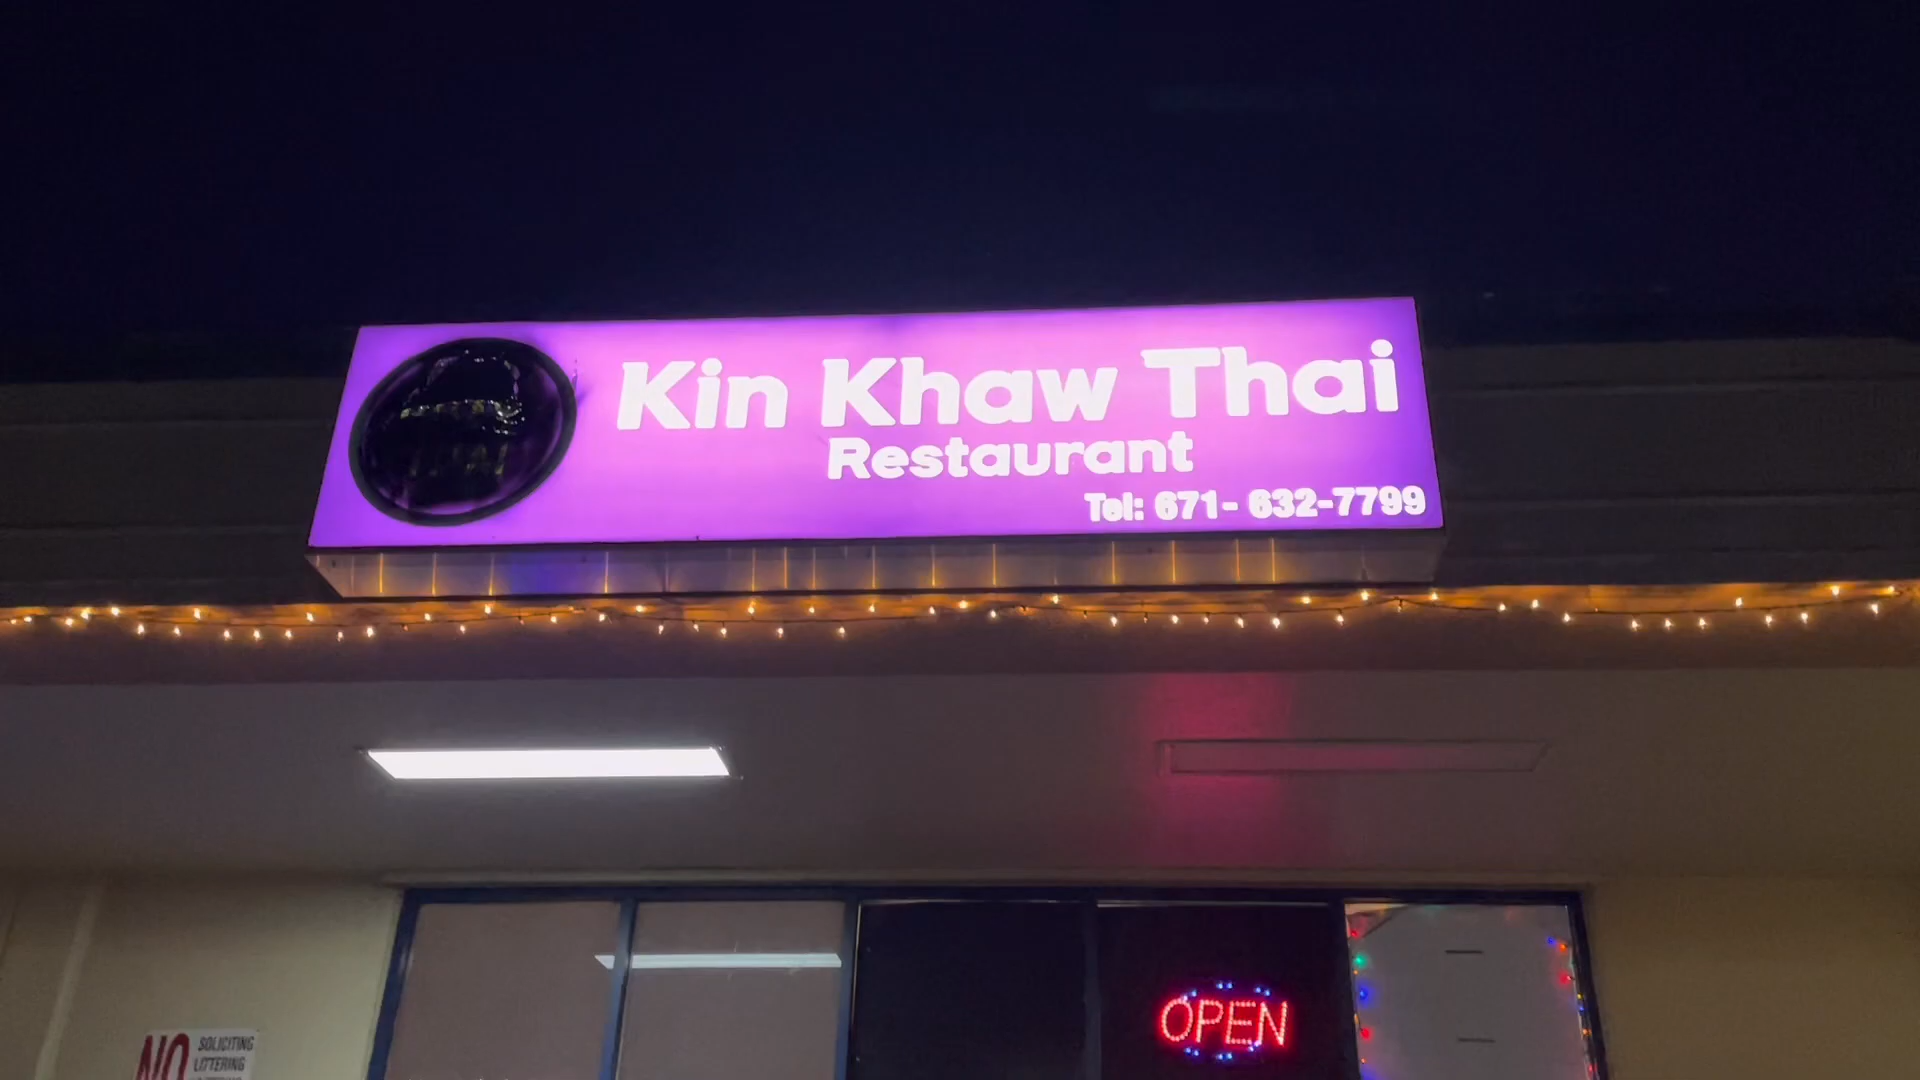 Kin Khaw Thai
Restaurant
Tel: 671- 632-7799
OPEN
NO
SOLICITING
LITTERING